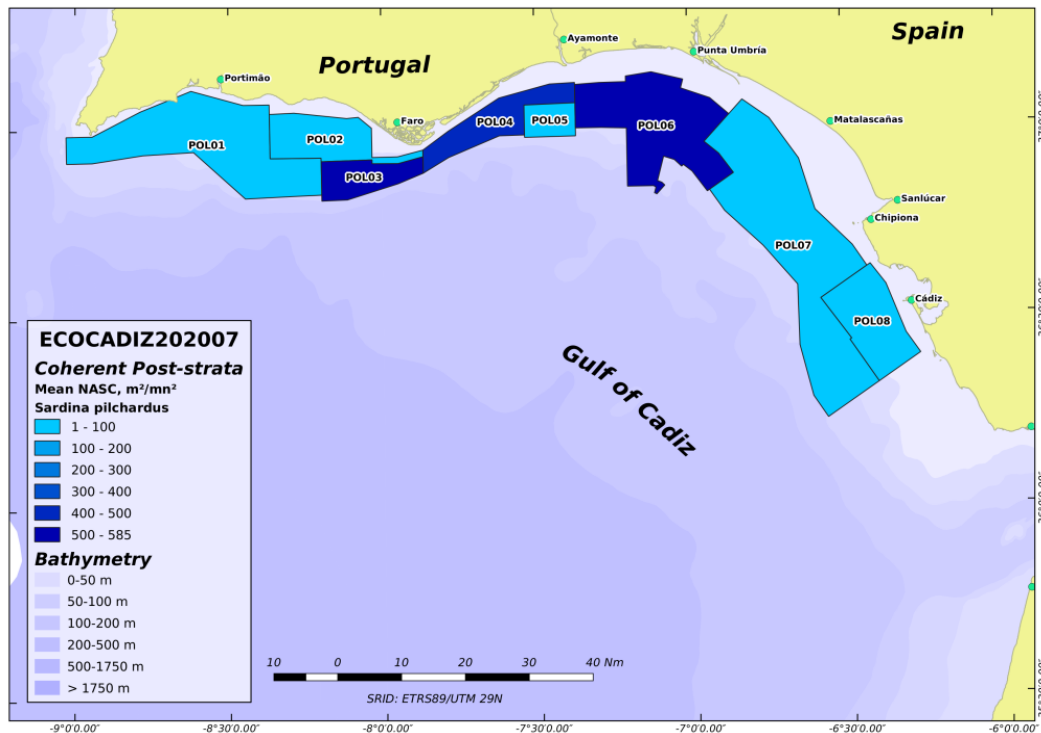 Spain
Ayamonte
Punta Umbría
Portugal
Portimão
Faro
Matalascañas
POL01
POL02
POL03
POL04
POL05
POL06
Sanlúcar
Chipiona
POL07
Cádiz
POL08
Gulf of Cadiz
ECOCADIZ202007
Coherent Post-strata
Mean NASC, m²/mn²
Sardina pilchardus
1 - 100
100 - 200
200 - 300
300 - 400
400 - 500
500 - 585
Bathymetry
0-50 m
50-100 m
100-200 m
200-500 m
500-1750 m
> 1750 m
10 0 10 20 30 40 Nm
SRID: ETRS89/UTM 29N
-9°0'0.00" -8°30'0.00" -8°0'0.00" -7°30'0.00" -7°0'0.00" -6°30'0.00" -6°0'0.00"